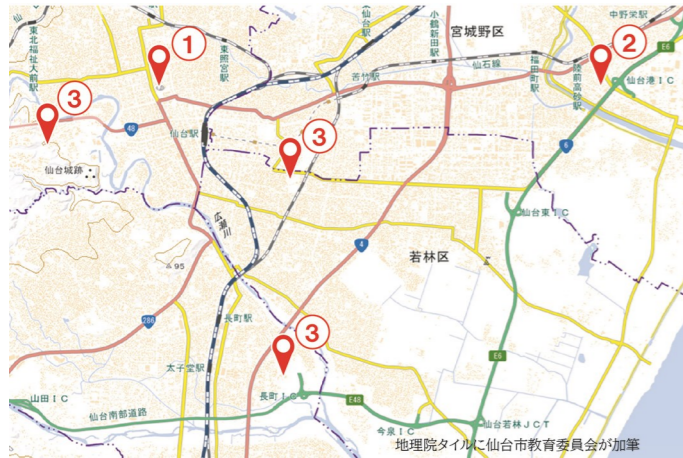 東北福祉大前駅
①
東照宮駅
東仙台駅
小鶴新田駅
宮城野区
中野栄駅
E6
②
仙台港IC
陸前高砂駅
福田町駅
仙石線
苦竹駅
③
48
仙台駅
③
6
仙台城跡
広瀬川
仙台東IC
4
若林区
95
286
長町駅
③
太子堂駅
E6
山田IC
長町IC
E48
仙台南部道路
今泉IC
仙台若林JCT
地理院タイルに仙台市教育委員会が加筆